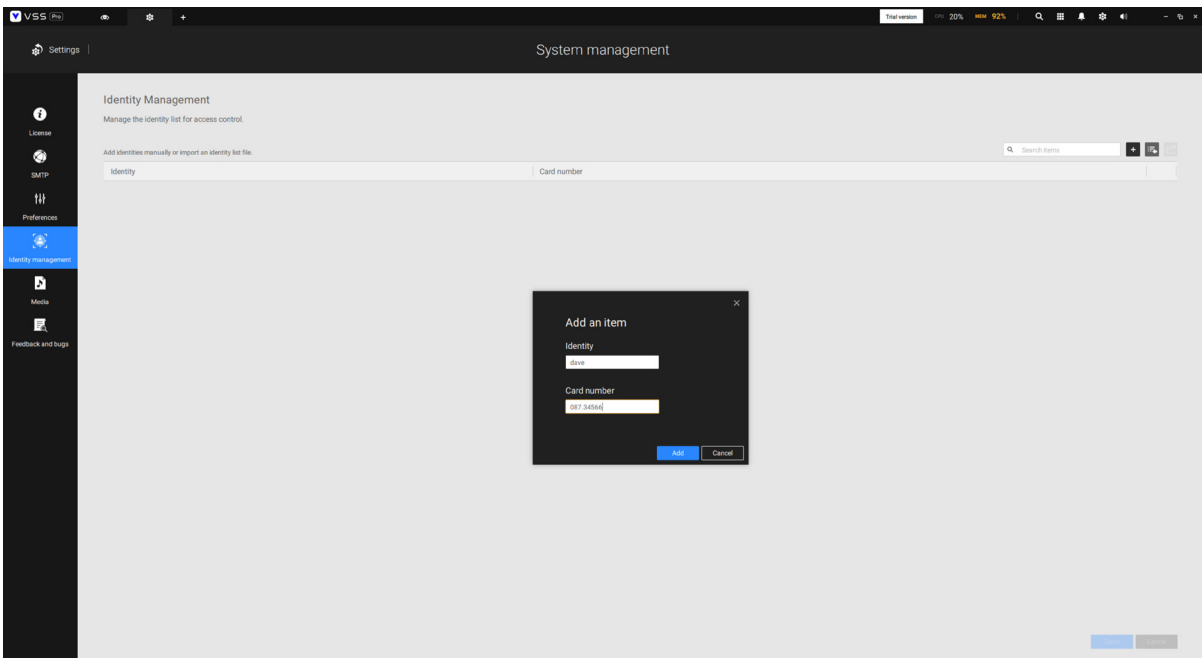 VSS Pro
Trial version CPU 20% MEM 92%
Settings
System management
License
SMTP
Preferences
Identity management
Media
Feedback and bugs
Identity Management
Manage the identity list for access control.
Add identities manually or import an identity list file.
Search items
Identity Card number
Add an item
Identity
dave
Card number
087.34566
Add Cancel
Cancel